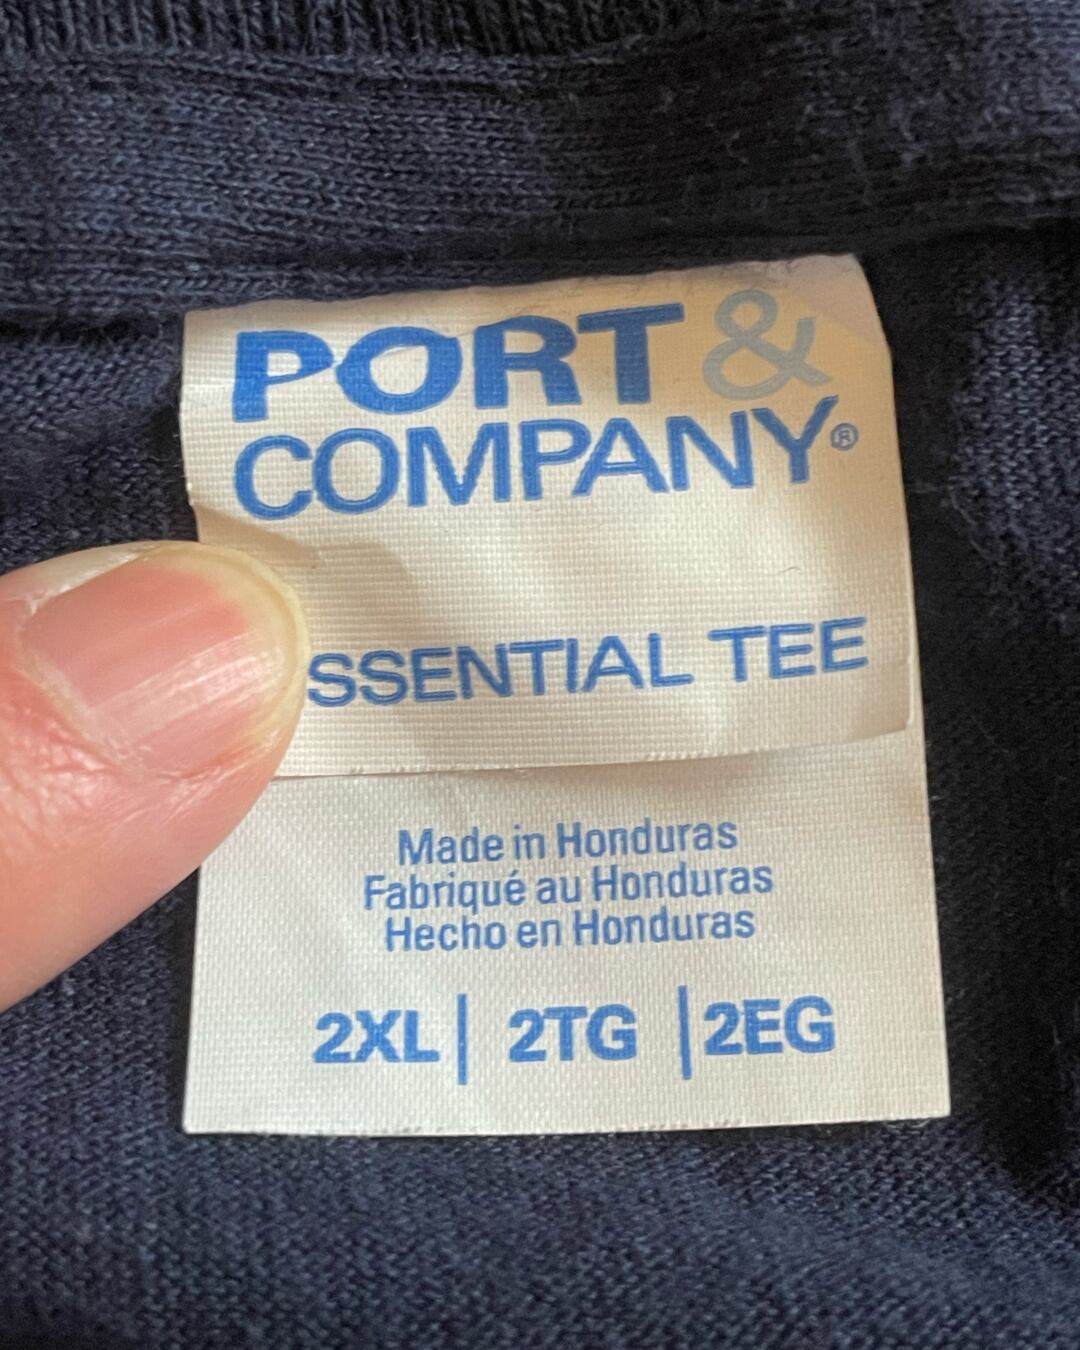 PORT &
COMPANY®
SSENTIAL TEE
Made in Honduras
Fabriqué au Honduras
Hecho en Honduras
2XL | 2TG | 2EG